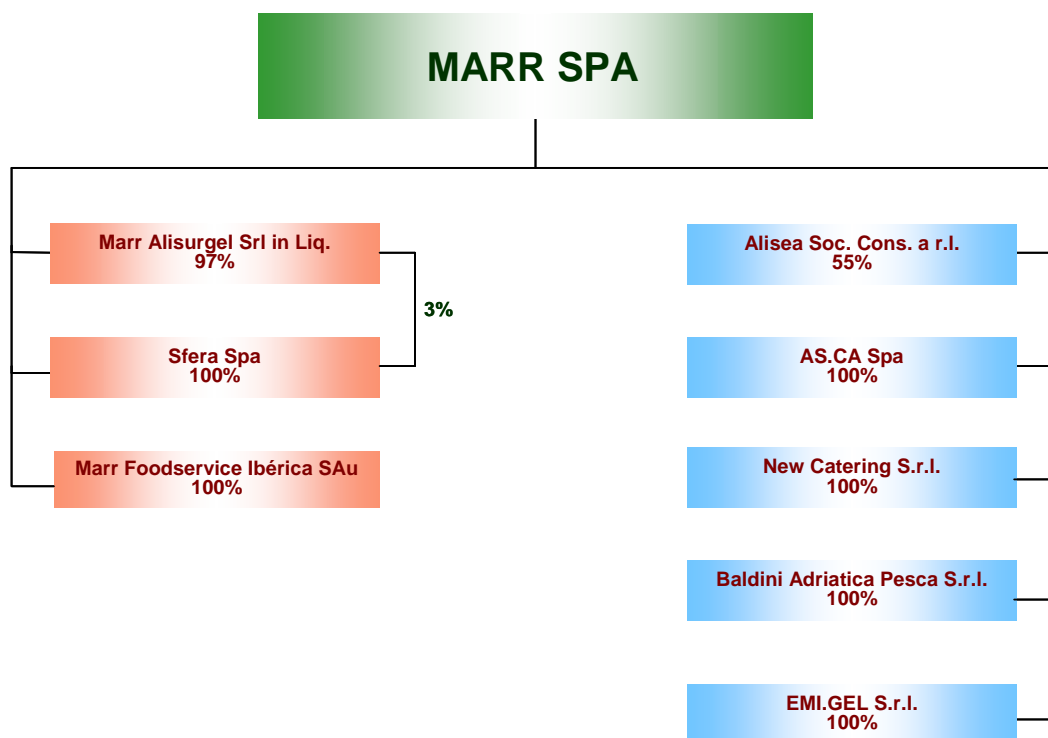 MARR SPA
Marr Alisurgel Srl in Liq.
97%
3%
Sfera Spa
100%
Marr Foodservice Ibérica SAu
100%
Alisea Soc. Cons. a r.l.
55%
AS.CA Spa
100%
New Catering S.r.l.
100%
Baldini Adriatica Pesca S.r.l.
100%
EMI.GEL S.r.l.
100%